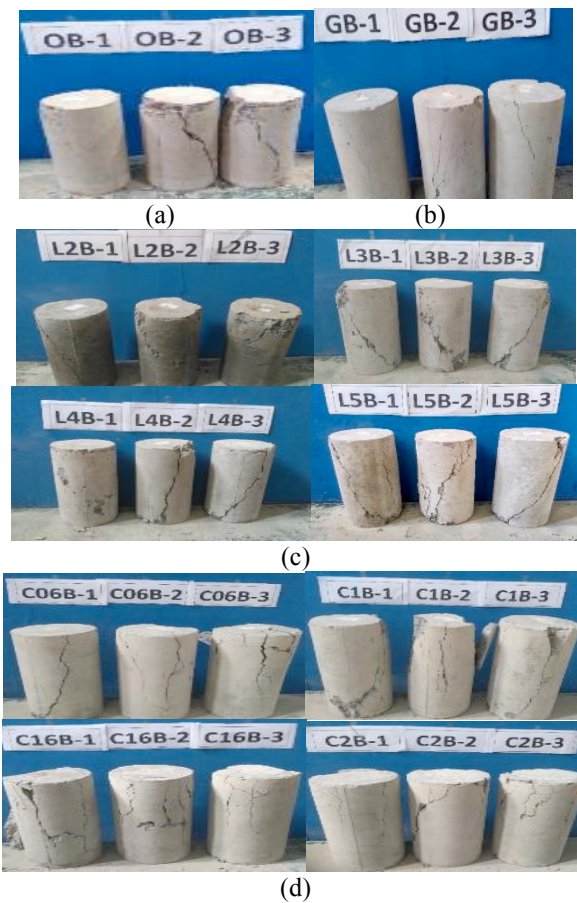 OB-1 OB-2 OB-3
GB-1 GB-2 GB-3
(a) (b)
L2B-1 L2B-2 L2B-3
L3B-1 L3B-2 L3B-3
L4B-1 L4B-2 L4B-3
L5B-1 L5B-2 L5B-3
(c)
C06B-1 C06B-2 C06B-3
C1B-1 C1B-2 C1B-3
C16B-1 C16B-2 C16B-3
C2B-1 C2B-2 C2B-3
(d)